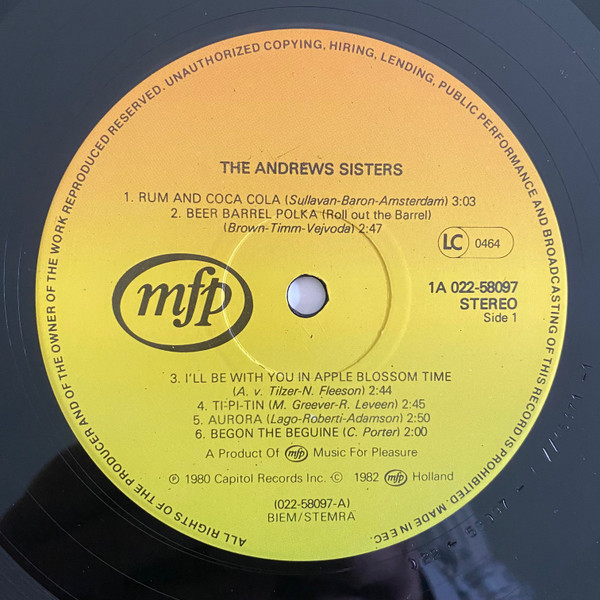 ALL RIGHTS OF THE PRODUCER AND OF THE OWNER OF THE WORK REPRODUCED RESERVED. UNAUTHORIZED COPYING, HIRING, LENDING, PUBLIC PERFORMANCE AND BROADCASTING OF THIS RECORD IS PROHIBITED. MADE IN EEC.
THE ANDREWS SISTERS
1. RUM AND COCA COLA (Sullavan-Baron-Amsterdam) 3:03
2. BEER BARREL POLKA (Roll out the Barrel)
(Brown-Timm-Vejvoda) 2:47
LC 0464
mfp
1A 022-58097
STEREO
Side 1
3. I'LL BE WITH YOU IN APPLE BLOSSOM TIME
(A. v. Tilzer-N. Fleeson) 2:44
4. TI-PI-TIN (M. Greever-R. Leveen) 2:45
5. AURORA (Lago-Roberti-Adamson) 2:50
6. BEGON THE BEGUINE (C. Porter) 2:00
A Product Of mfp Music For Pleasure
℗ 1980 Capitol Records Inc. © 1982 mfp Holland
(022-58097-A)
BIEM/STEMRA